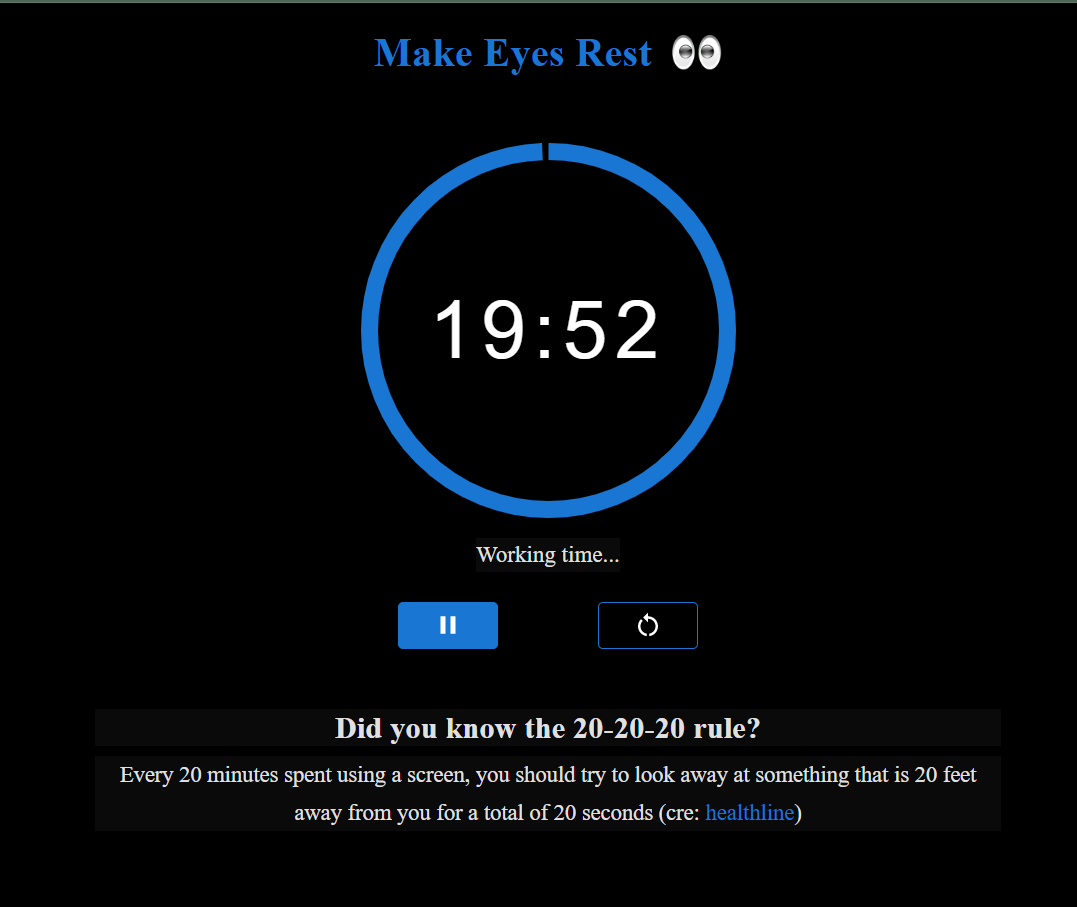 Make Eyes Rest 👀
19:52
Working time...
Did you know the 20-20-20 rule?
Every 20 minutes spent using a screen, you should try to look away at something that is 20 feet
away from you for a total of 20 seconds (cre: healthline)